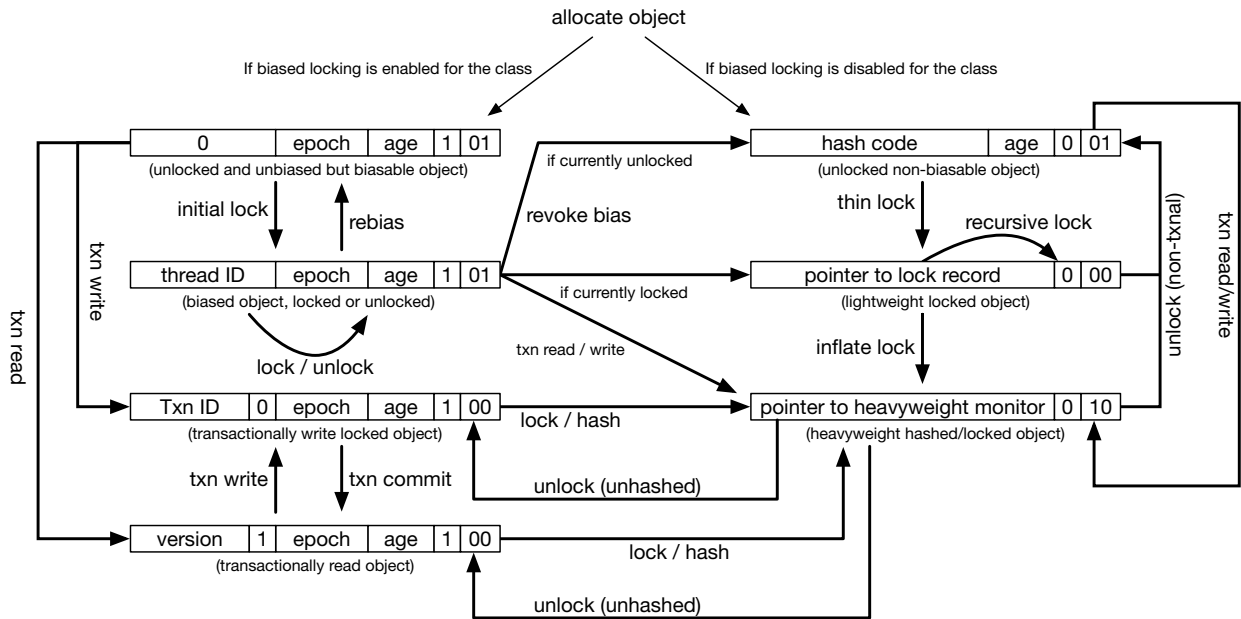 allocate object
If biased locking is enabled for the class
If biased locking is disabled for the class
0 epoch age 1 01
(unlocked and unbiased but biasable object)
hash code age 0 01
(unlocked non-biasable object)
if currently unlocked
initial lock
rebias
revoke bias
thin lock
recursive lock
thread ID epoch age 1 01
(biased object, locked or unlocked)
if currently locked
pointer to lock record 0 00
(lightweight locked object)
txn read
txn write
unlock (non-txnal)
txn read/write
lock / unlock
txn read / write
inflate lock
Txn ID 0 epoch age 1 00
(transactionally write locked object)
lock / hash
pointer to heavyweight monitor 0 10
(heavyweight hashed/locked object)
txn write
txn commit
unlock (unhashed)
version 1 epoch age 1 00
(transactionally read object)
lock / hash
unlock (unhashed)